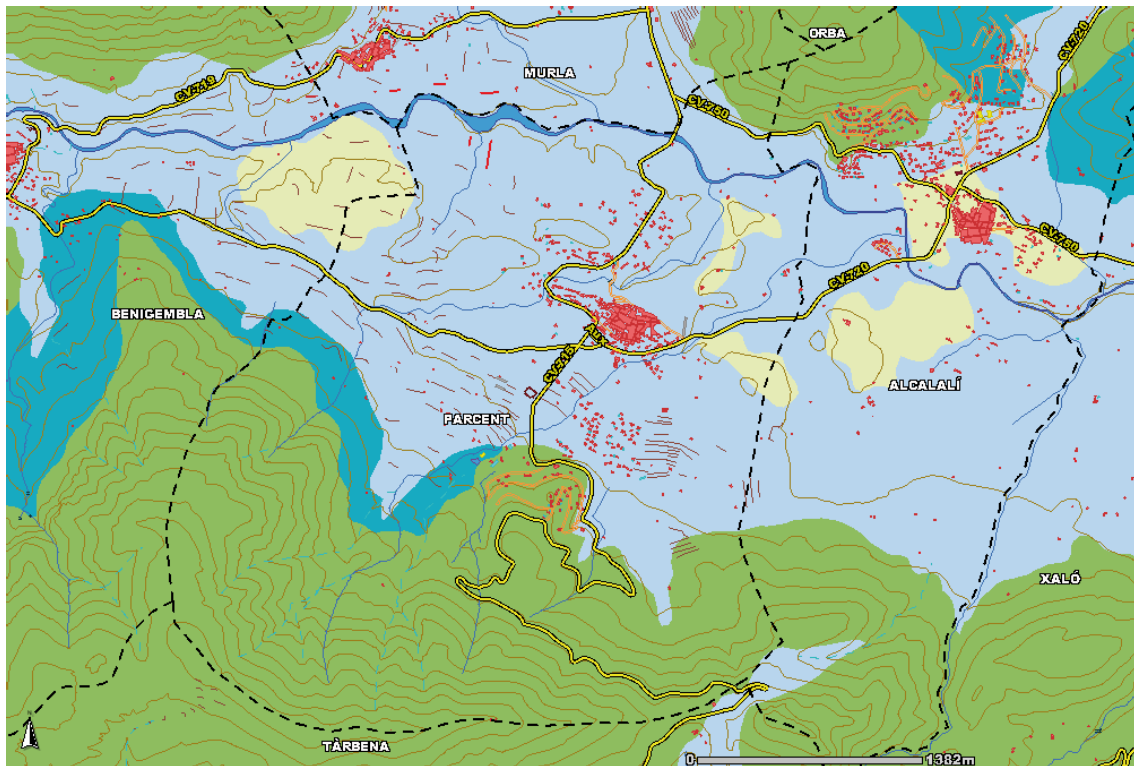 ORBA
CV-720
MURLA
CV-719
CV-750
CV-750
CV-720
BENIGEMBLA
AUX
CV-715
ALCALALÍ
PARCENT
XALÓ
TÀRBENA
0
1382m